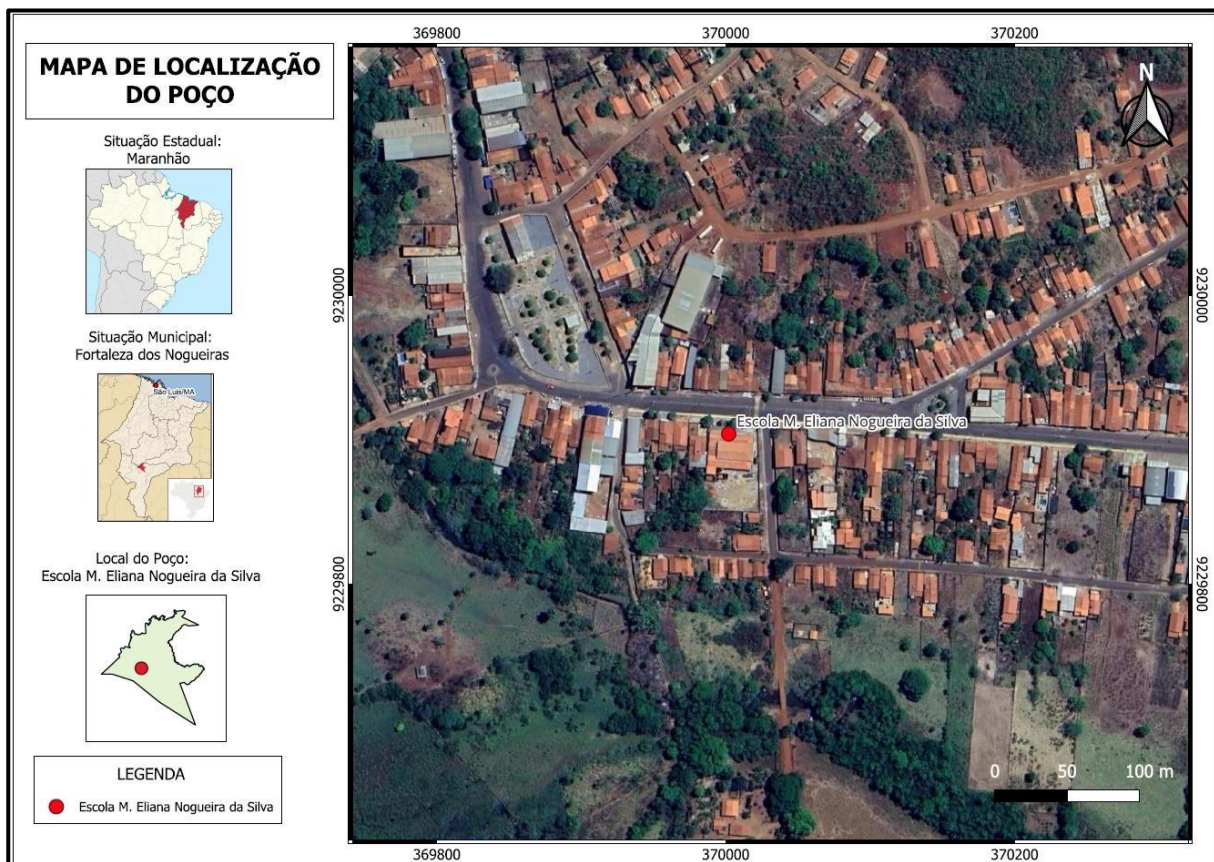 MAPA DE LOCALIZAÇÃO
DO POÇO
Situação Estadual:
Maranhão
Situação Municipal:
Fortaleza dos Nogueiras
São Luís/MA
Local do Poço:
Escola M. Eliana Nogueira da Silva
LEGENDA
Escola M. Eliana Nogueira da Silva
369800
370000
370200
9230000
9230000
9229800
9229800
N
Escola M. Eliana Nogueira da Silva
0 50 100 m
369800
370000
370200